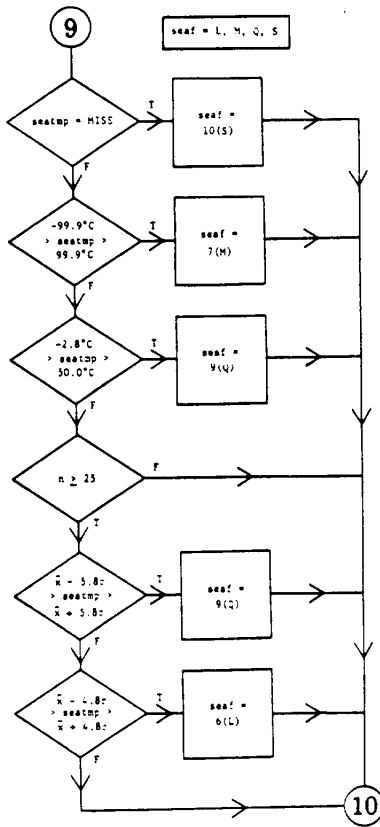 9
seaf = L, M, Q, S
seatmp = MISS
T
seaf =
10(S)
F
-99.9°C
> seatmp >
99.9°C
T
seaf =
7(M)
F
-2.8°C
> seatmp >
50.0°C
T
seaf =
9(Q)
F
n ≥ 25
F
T
x̄ - 5.8σ
> seatmp >
x̄ + 5.8σ
T
seaf =
9(Q)
F
x̄ - 4.8σ
> seatmp >
x̄ + 4.8σ
T
seaf =
6(L)
F
10